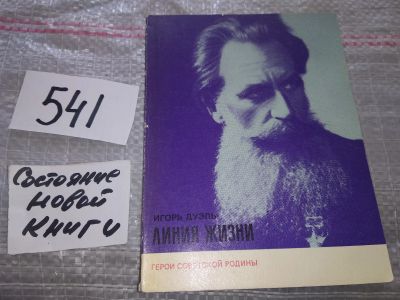 541
Состояние
новой
книги
ИГОРЬ ДУЭЛЬ
ЛИНИЯ ЖИЗНИ
ГЕРОИ СОВЕТСКОЙ РОДИНЫ